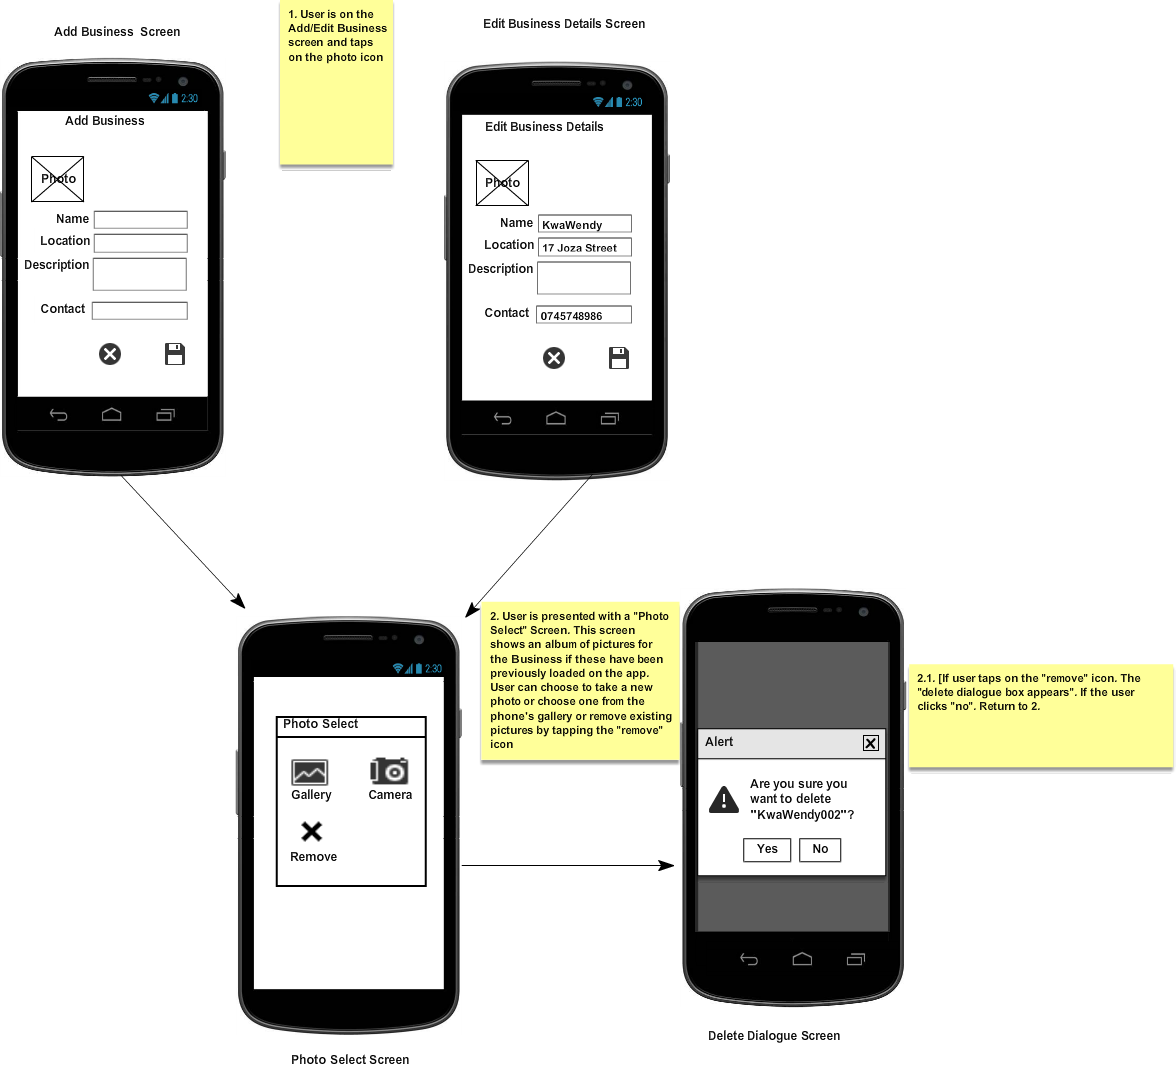 Add Business  Screen
2:30
Add Business
Photo
Name
Location
Description
Contact
1. User is on the
Add/Edit Business
screen and taps
on the photo icon
Edit Business Details Screen
2:30
Edit Business Details
Photo
Name KwaWendy
Location 17 Joza Street
Description
Contact 0745748986
2:30
Photo Select
Gallery Camera
Remove
Photo Select Screen
2. User is presented with a "Photo
Select" Screen. This screen
shows an album of pictures for
the Business if these have been
previously loaded on the app.
User can choose to take a new
photo or choose one from the
phone's gallery or remove existing
pictures by tapping the "remove"
icon
Alert
Are you sure you
want to delete
"KwaWendy002"?
Yes No
Delete Dialogue Screen
2.1. [If user taps on the "remove" icon. The
"delete dialogue box appears". If the user
clicks "no". Return to 2.